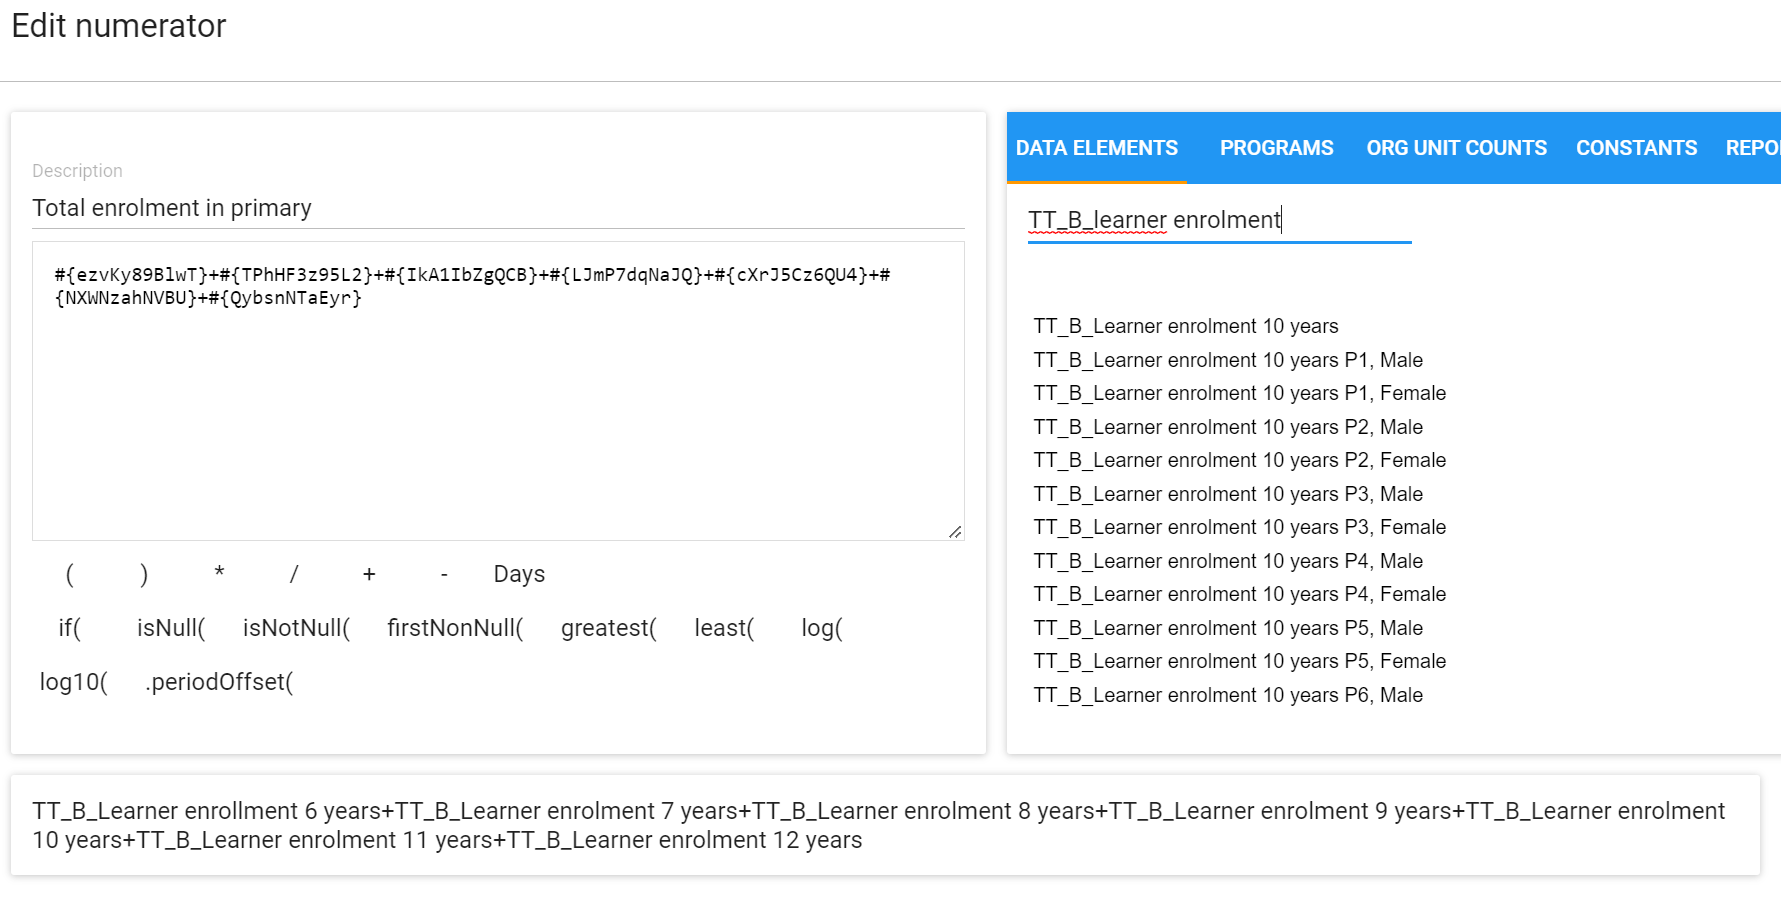 Edit numerator
Description
Total enrolment in primary
#{ezvKy89BlwT}+#{TPhHF3z95L2}+#{IkA1IbZgQCB}+#{LJmP7dqNaJQ}+#{cXrJ5Cz6QU4}+#
{NXWNzahNVBU}+#{QybsnNTaEyr}
( ) * / + - Days
if( isNull( isNotNull( firstNonNull( greatest( least( log(
log10( .periodOffset(
DATA ELEMENTS PROGRAMS ORG UNIT COUNTS CONSTANTS REPO
TT_B_learner enrolment
TT_B_Learner enrolment 10 years
TT_B_Learner enrolment 10 years P1, Male
TT_B_Learner enrolment 10 years P1, Female
TT_B_Learner enrolment 10 years P2, Male
TT_B_Learner enrolment 10 years P2, Female
TT_B_Learner enrolment 10 years P3, Male
TT_B_Learner enrolment 10 years P3, Female
TT_B_Learner enrolment 10 years P4, Male
TT_B_Learner enrolment 10 years P4, Female
TT_B_Learner enrolment 10 years P5, Male
TT_B_Learner enrolment 10 years P5, Female
TT_B_Learner enrolment 10 years P6, Male
TT_B_Learner enrollment 6 years+TT_B_Learner enrolment 7 years+TT_B_Learner enrolment 8 years+TT_B_Learner enrolment 9 years+TT_B_Learner enrolment
10 years+TT_B_Learner enrolment 11 years+TT_B_Learner enrolment 12 years